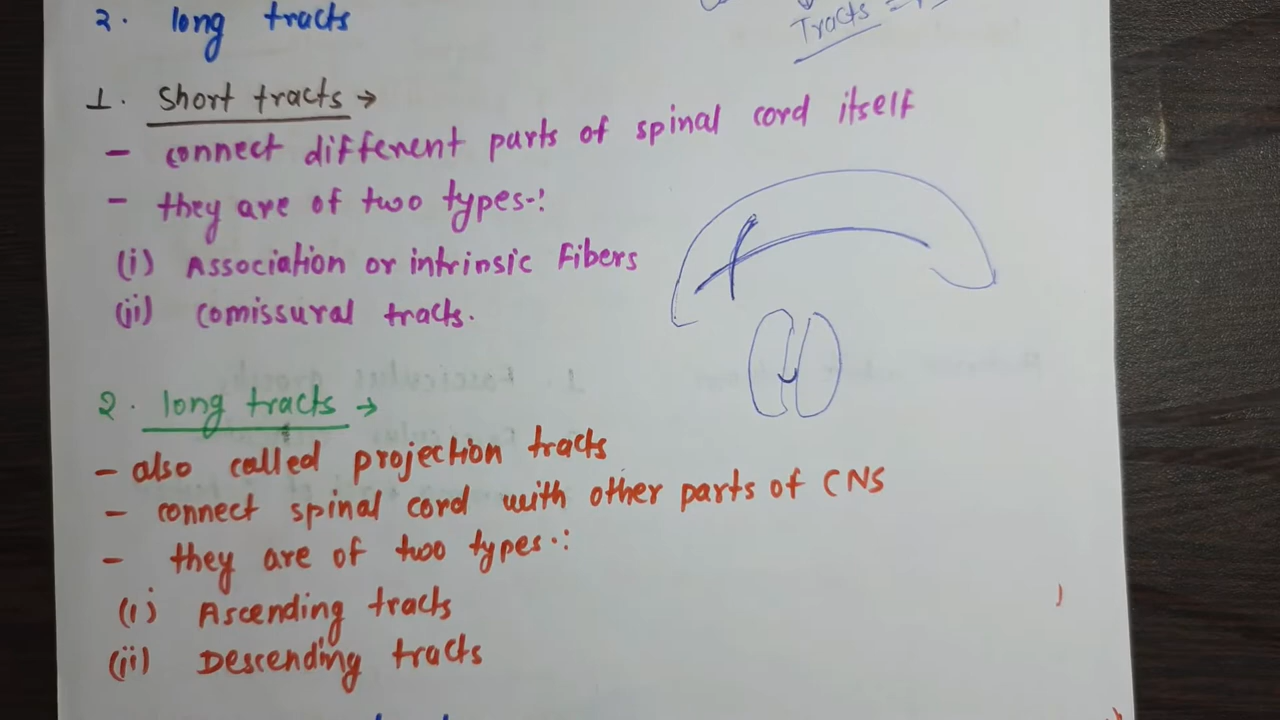 2. long tracts
Tracts =
1. Short tracts →
- connect different parts of spinal cord itself
- they are of two types-:
(i) Association or intrinsic Fibers
(ii) Comissural tracts.
2. long tracts →
- also called projection tracts
- connect spinal cord with other parts of CNS
- they are of two types-:
(i) Ascending tracts
(ii) Descending tracts